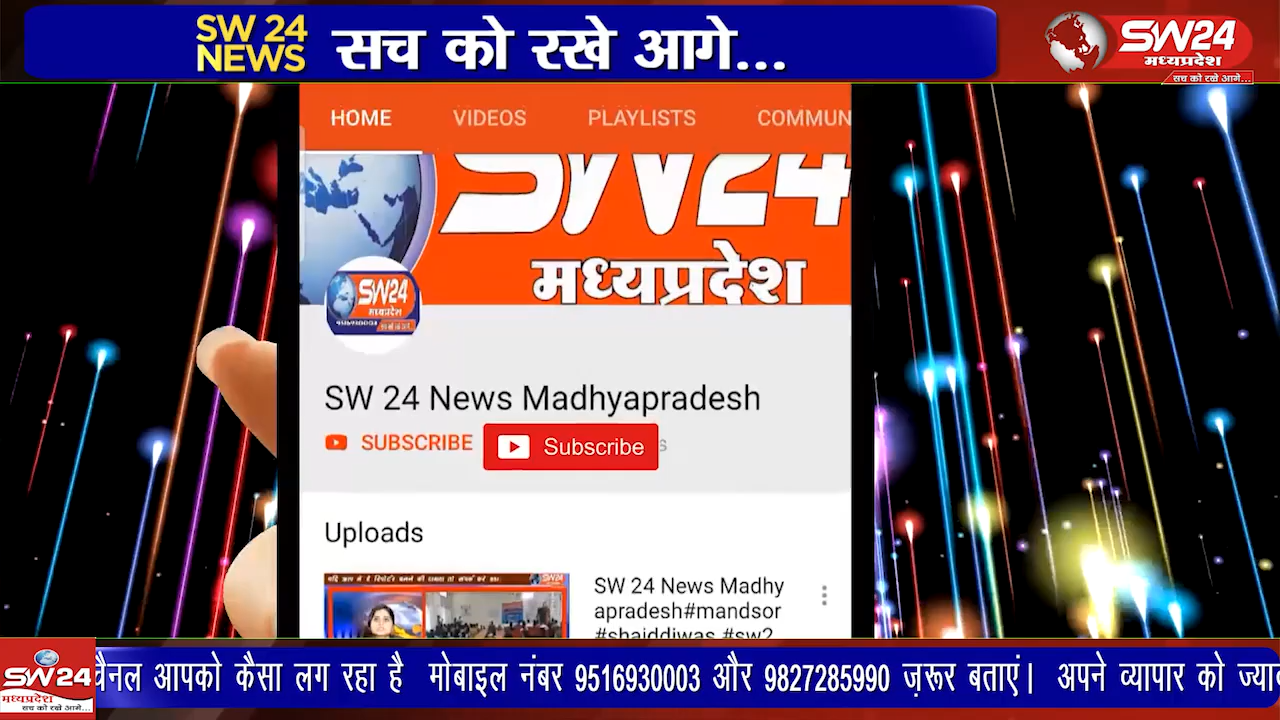 SW 24
NEWS
सच को रखे आगे...
SW24
मध्यप्रदेश
सच को रखे आगे...
HOME VIDEOS PLAYLISTS COMMUN
SW24
मध्यप्रदेश
SW24
मध्यप्रदेश
SW 24 News Madhyapradesh
SUBSCRIBE
Subscribe
Uploads
SW 24 News Madhy
apradesh#mandsor
#shaiddiwas #sw2
SW24
मध्यप्रदेश
सच को रखे आगे...
चैनल आपको कैसा लग रहा है मोबाइल नंबर 9516930003 और 9827285990 ज़रूर बताएं। अपने व्यापार को ज्या